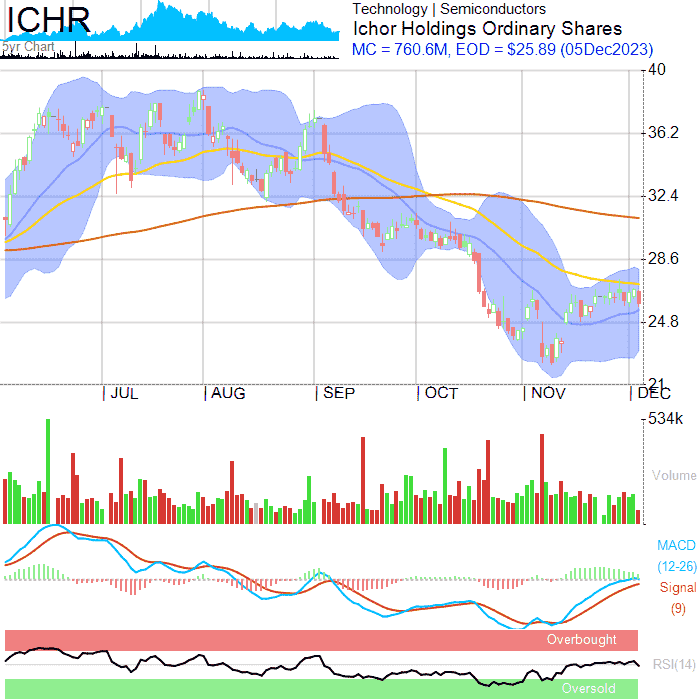 ICHR
5yr Chart
Technology | Semiconductors
Ichor Holdings Ordinary Shares
MC = 760.6M, EOD = $25.89 (05Dec2023)
40
36.2
32.4
28.6
24.8
21
JUL AUG SEP OCT NOV DEC
534k
Volume
MACD
(12-26)
Signal
(9)
Overbought
RSI(14)
Oversold